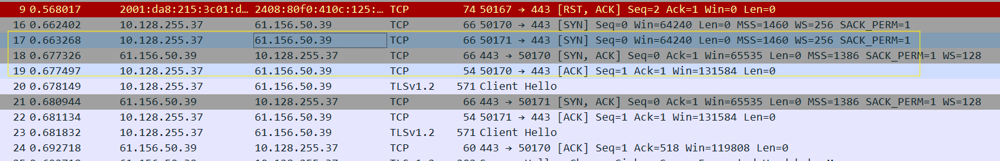 9 0.568017 2001:da8:215:3c01:d… 2408:80f0:410c:125:… TCP 74 50167 → 443 [RST, ACK] Seq=2 Ack=1 Win=0 Len=0
16 0.662402 10.128.255.37 61.156.50.39 TCP 66 50170 → 443 [SYN] Seq=0 Win=64240 Len=0 MSS=1460 WS=256 SACK_PERM=1
17 0.663268 10.128.255.37 61.156.50.39 TCP 66 50171 → 443 [SYN] Seq=0 Win=64240 Len=0 MSS=1460 WS=256 SACK_PERM=1
18 0.677326 61.156.50.39 10.128.255.37 TCP 66 443 → 50170 [SYN, ACK] Seq=0 Ack=1 Win=65535 Len=0 MSS=1386 SACK_PERM=1 WS=128
19 0.677497 10.128.255.37 61.156.50.39 TCP 54 50170 → 443 [ACK] Seq=1 Ack=1 Win=131584 Len=0
20 0.678149 10.128.255.37 61.156.50.39 TLSv1.2 571 Client Hello
21 0.680944 61.156.50.39 10.128.255.37 TCP 66 443 → 50171 [SYN, ACK] Seq=0 Ack=1 Win=65535 Len=0 MSS=1386 SACK_PERM=1 WS=128
22 0.681134 10.128.255.37 61.156.50.39 TCP 54 50171 → 443 [ACK] Seq=1 Ack=1 Win=131584 Len=0
23 0.681832 10.128.255.37 61.156.50.39 TLSv1.2 571 Client Hello
24 0.692718 61.156.50.39 10.128.255.37 TCP 60 443 → 50170 [ACK] Seq=1 Ack=518 Win=119808 Len=0